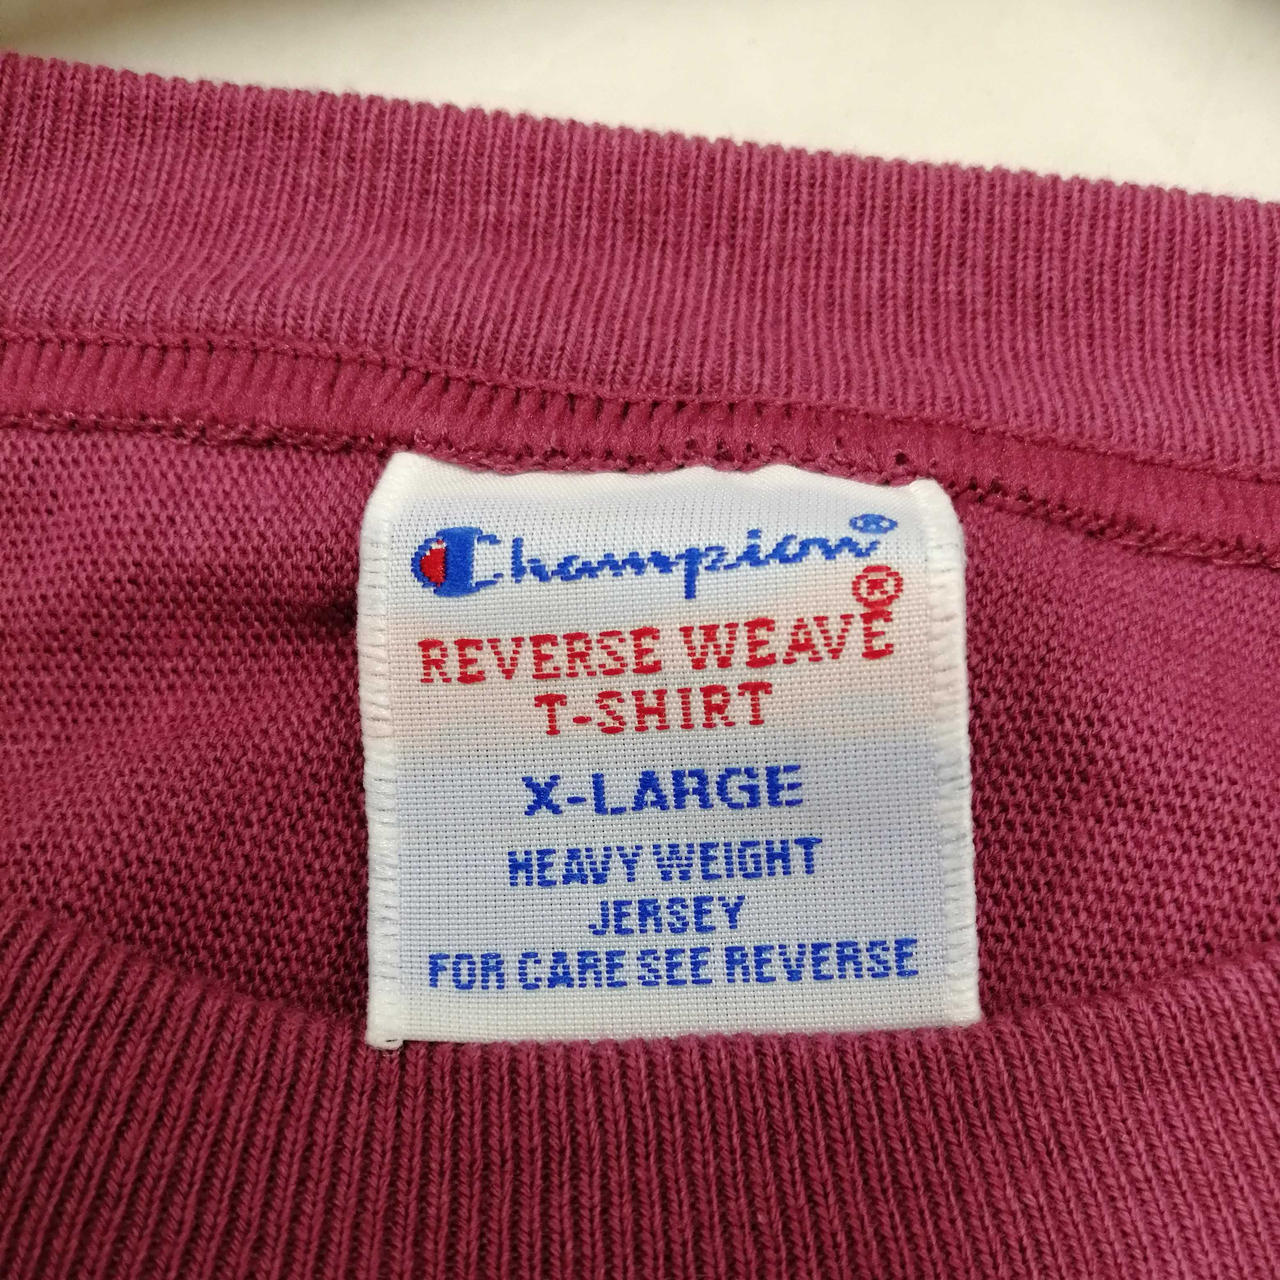 Champion®
®
REVERSE WEAVE
T-SHIRT
X-LARGE
HEAVY WEIGHT
JERSEY
FOR CARE SEE REVERSE